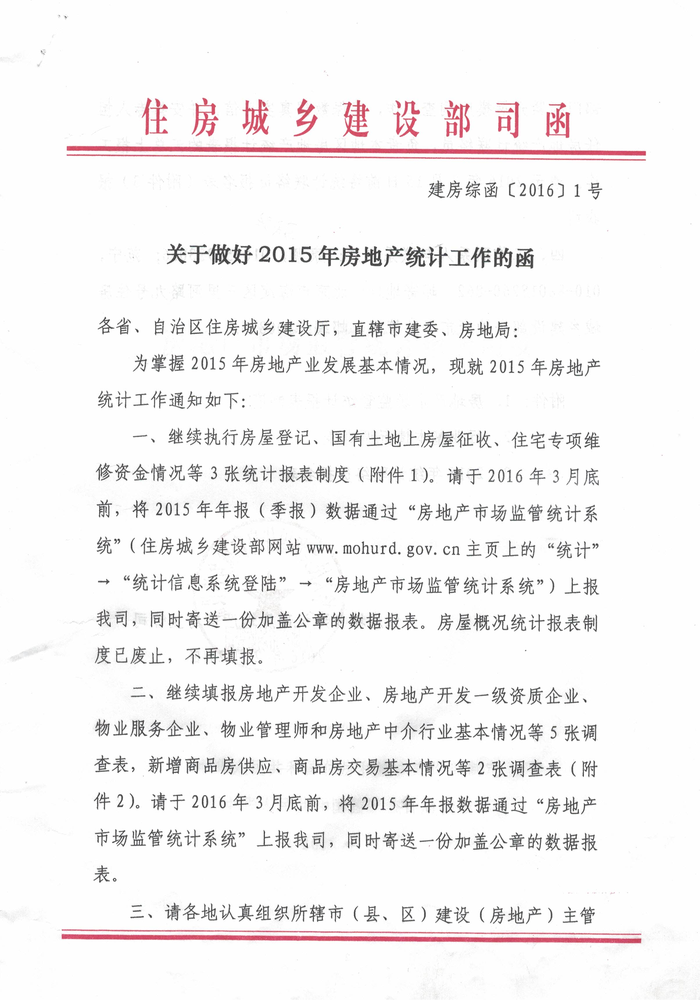 住房城乡建设部司函
建房综函〔2016〕1号
关于做好2015年房地产统计工作的函
各省、自治区住房城乡建设厅，直辖市建委、房地局：
为掌握2015年房地产业发展基本情况，现就2015年房地产
统计工作通知如下：
一、继续执行房屋登记、国有土地上房屋征收、住宅专项维
修资金情况等3张统计报表制度（附件1）。请于2016年3月底
前，将2015年年报（季报）数据通过“房地产市场监管统计系
统”（住房城乡建设部网站www.mohurd.gov.cn主页上的“统计”
→“统计信息系统登陆”→“房地产市场监管统计系统”）上报
我司，同时寄送一份加盖公章的数据报表。房屋概况统计报表制
度已废止，不再填报。
二、继续填报房地产开发企业、房地产开发一级资质企业、
物业服务企业、物业管理师和房地产中介行业基本情况等5张调
查表，新增商品房供应、商品房交易基本情况等2张调查表（附
件2）。请于2016年3月底前，将2015年年报数据通过“房地产
市场监管统计系统”上报我司，同时寄送一份加盖公章的数据报
表。
三、请各地认真组织所辖市（县、区）建设（房地产）主管